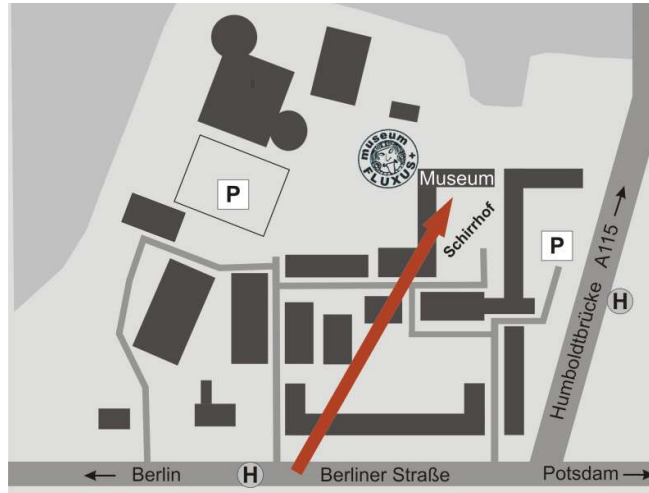 museum
FLUXUS+
Museum
P
Schirrhof
P
Humboldtbrücke A115
H
Berlin
H
Berliner Straße
Potsdam